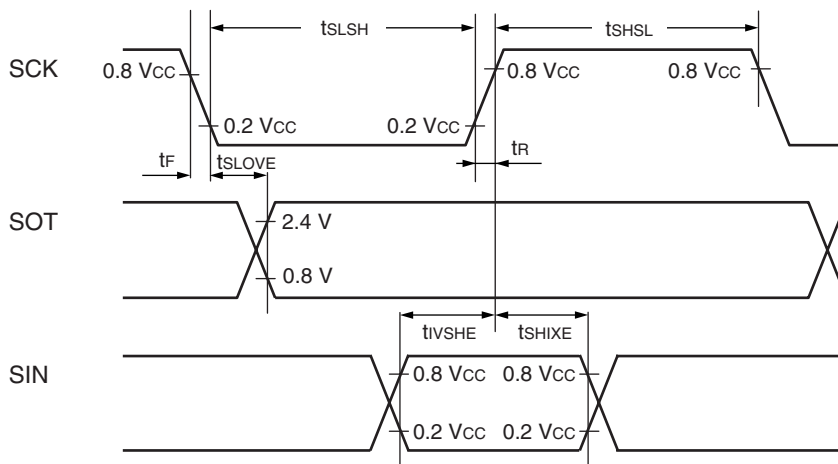 tSLSH tSHSL
SCK
0.8 VCC 0.8 VCC 0.8 VCC
0.2 VCC 0.2 VCC
tF tSLOVE tR
SOT
2.4 V
0.8 V
tIVSHE tSHIXE
SIN
0.8 VCC 0.8 VCC
0.2 VCC 0.2 VCC